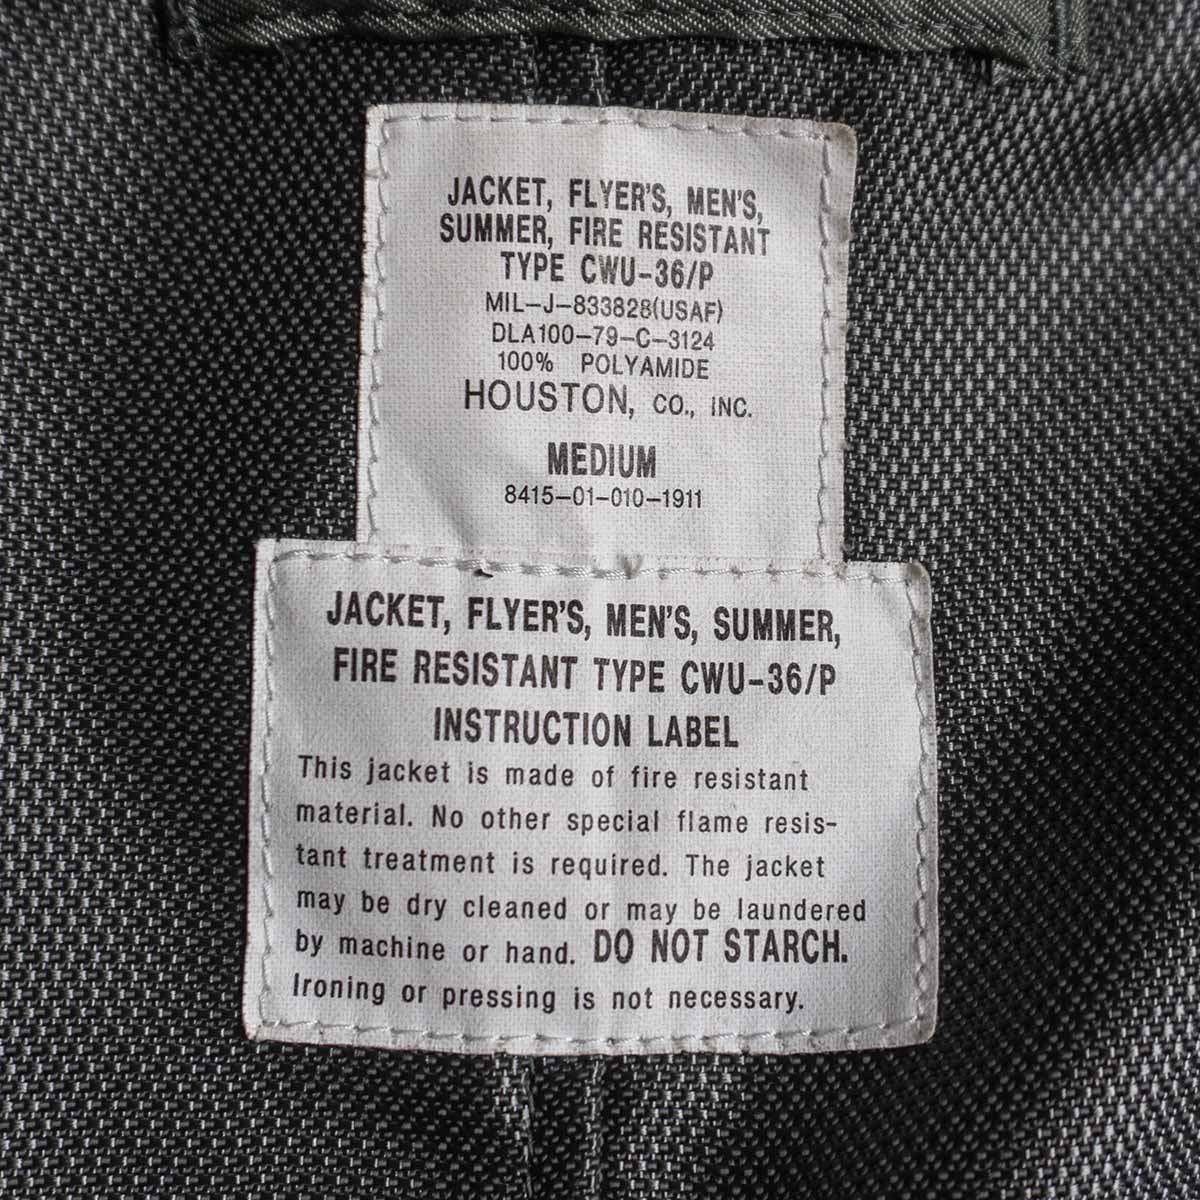 JACKET, FLYER'S, MEN'S,
SUMMER, FIRE RESISTANT
TYPE CWU-36/P
MIL-J-833828(USAF)
DLA100-79-C-3124
100% POLYAMIDE
HOUSTON, CO., INC.
MEDIUM
8415-01-010-1911
JACKET, FLYER'S, MEN'S, SUMMER,
FIRE RESISTANT TYPE CWU-36/P
INSTRUCTION LABEL
This jacket is made of fire resistant
material. No other special flame resis-
tant treatment is required. The jacket
may be dry cleaned or may be laundered
by machine or hand. DO NOT STARCH.
Ironing or pressing is not necessary.